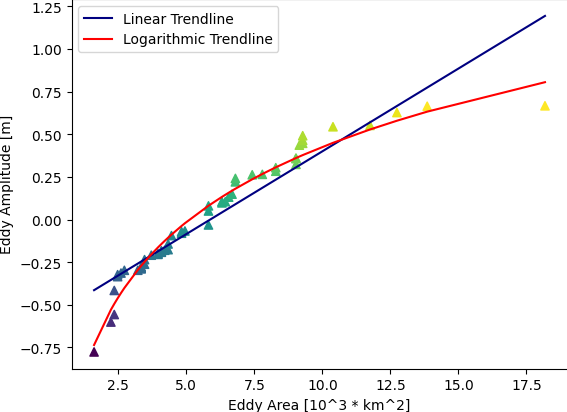 Linear Trendline
Logarithmic Trendline
1.25
1.00
0.75
0.50
0.25
0.00
−0.25
−0.50
−0.75
Eddy Amplitude [m]
2.5 5.0 7.5 10.0 12.5 15.0 17.5
Eddy Area [10^3 * km^2]